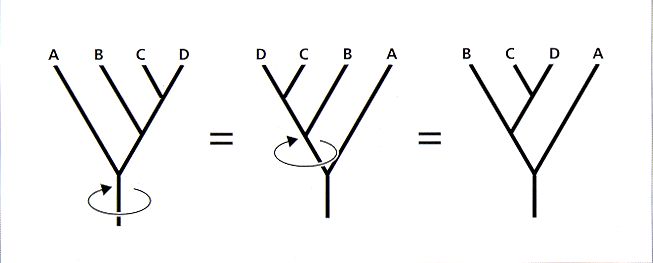 A B C D D C B A B C D A
= =